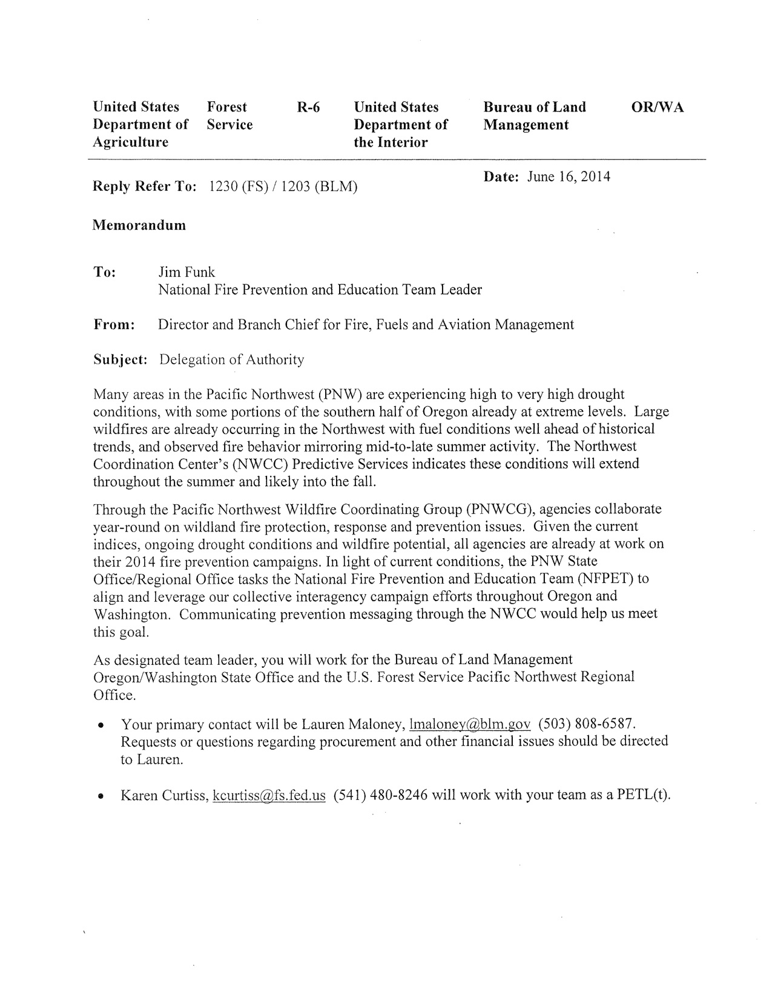 United States Forest R-6 United States Bureau of Land OR/WA
Department of Service Department of Management
Agriculture the Interior
Date: June 16, 2014
Reply Refer To: 1230 (FS) / 1203 (BLM)
Memorandum
To: Jim Funk
National Fire Prevention and Education Team Leader
From: Director and Branch Chief for Fire, Fuels and Aviation Management
Subject: Delegation of Authority
Many areas in the Pacific Northwest (PNW) are experiencing high to very high drought
conditions, with some portions of the southern half of Oregon already at extreme levels. Large
wildfires are already occurring in the Northwest with fuel conditions well ahead of historical
trends, and observed fire behavior mirroring mid-to-late summer activity. The Northwest
Coordination Center's (NWCC) Predictive Services indicates these conditions will extend
throughout the summer and likely into the fall.
Through the Pacific Northwest Wildfire Coordinating Group (PNWCG), agencies collaborate
year-round on wildland fire protection, response and prevention issues. Given the current
indices, ongoing drought conditions and wildfire potential, all agencies are already at work on
their 2014 fire prevention campaigns. In light of current conditions, the PNW State
Office/Regional Office tasks the National Fire Prevention and Education Team (NFPET) to
align and leverage our collective interagency campaign efforts throughout Oregon and
Washington. Communicating prevention messaging through the NWCC would help us meet
this goal.
As designated team leader, you will work for the Bureau of Land Management
Oregon/Washington State Office and the U.S. Forest Service Pacific Northwest Regional
Office.
• Your primary contact will be Lauren Maloney, lmaloney@blm.gov (503) 808-6587.
Requests or questions regarding procurement and other financial issues should be directed
to Lauren.
• Karen Curtiss, kcurtiss@fs.fed.us (541) 480-8246 will work with your team as a PETL(t).